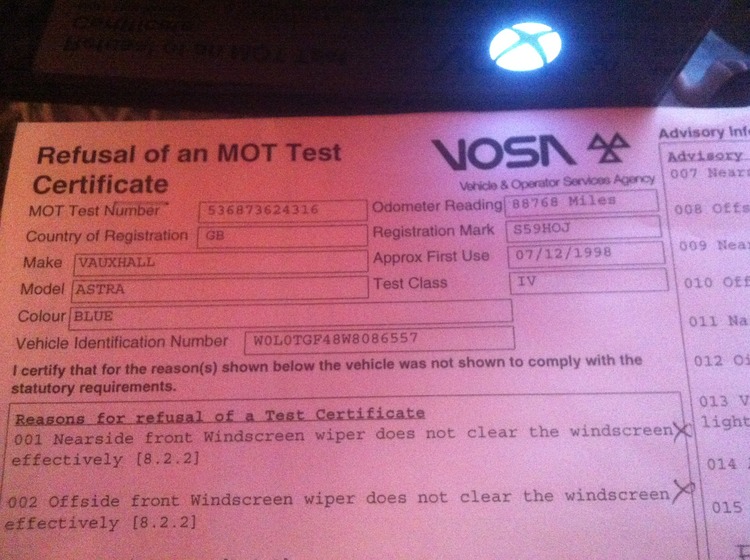 Refusal of an MOT Test
Certificate
VOSA
Vehicle & Operator Services Agency
MOT Test Number 536873624316
Odometer Reading 88768 Miles
Country of Registration GB
Registration Mark S59HOJ
Make VAUXHALL
Approx First Use 07/12/1998
Model ASTRA
Test Class IV
Colour BLUE
Vehicle Identification Number W0L0TGF48W8086557
I certify that for the reason(s) shown below the vehicle was not shown to comply with the
statutory requirements.
Reasons for refusal of a Test Certificate
001 Nearside front Windscreen wiper does not clear the windscreen
effectively [8.2.2]
002 Offside front Windscreen wiper does not clear the windscreen
effectively [8.2.2]
Advisory Inf
Advisory
007 Near
008 Offs
009 Near
010 Off
011 Na
012 Of
013 V
light
014
015